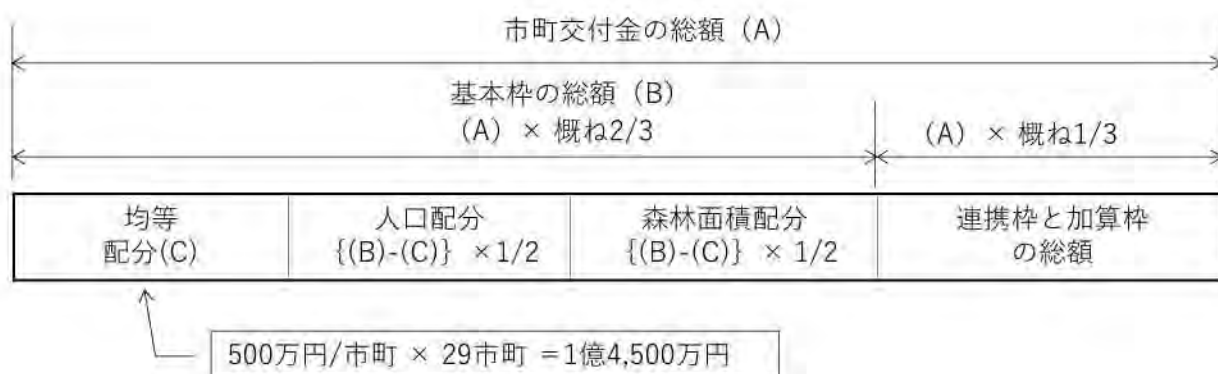 市町交付金の総額（A）
基本枠の総額（B）
（A）× 概ね2/3
（A）× 概ね1/3
均等
配分(C)
人口配分
{(B)-(C)} ×1/2
森林面積配分
{(B)-(C)} × 1/2
連携枠と加算枠
の総額
500万円/市町 × 29市町 ＝1億4,500万円